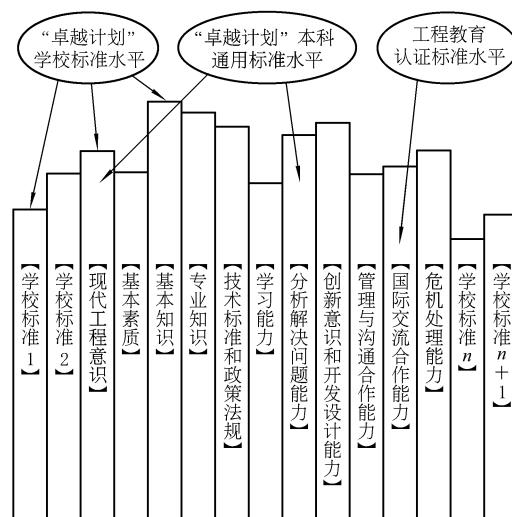 “卓越计划”
学校标准水平
“卓越计划”本科
通用标准水平
工程教育
认证标准水平
【学校标准1】
【学校标准2】
【现代工程意识】
【基本素质】
【基本知识】
【专业知识】
【技术标准和政策法规】
【学习能力】
【分析解决问题能力】
【创新意识和开发设计能力】
【管理与沟通合作能力】
【国际交流合作能力】
【危机处理能力】
【学校标准n】
【学校标准n+1】